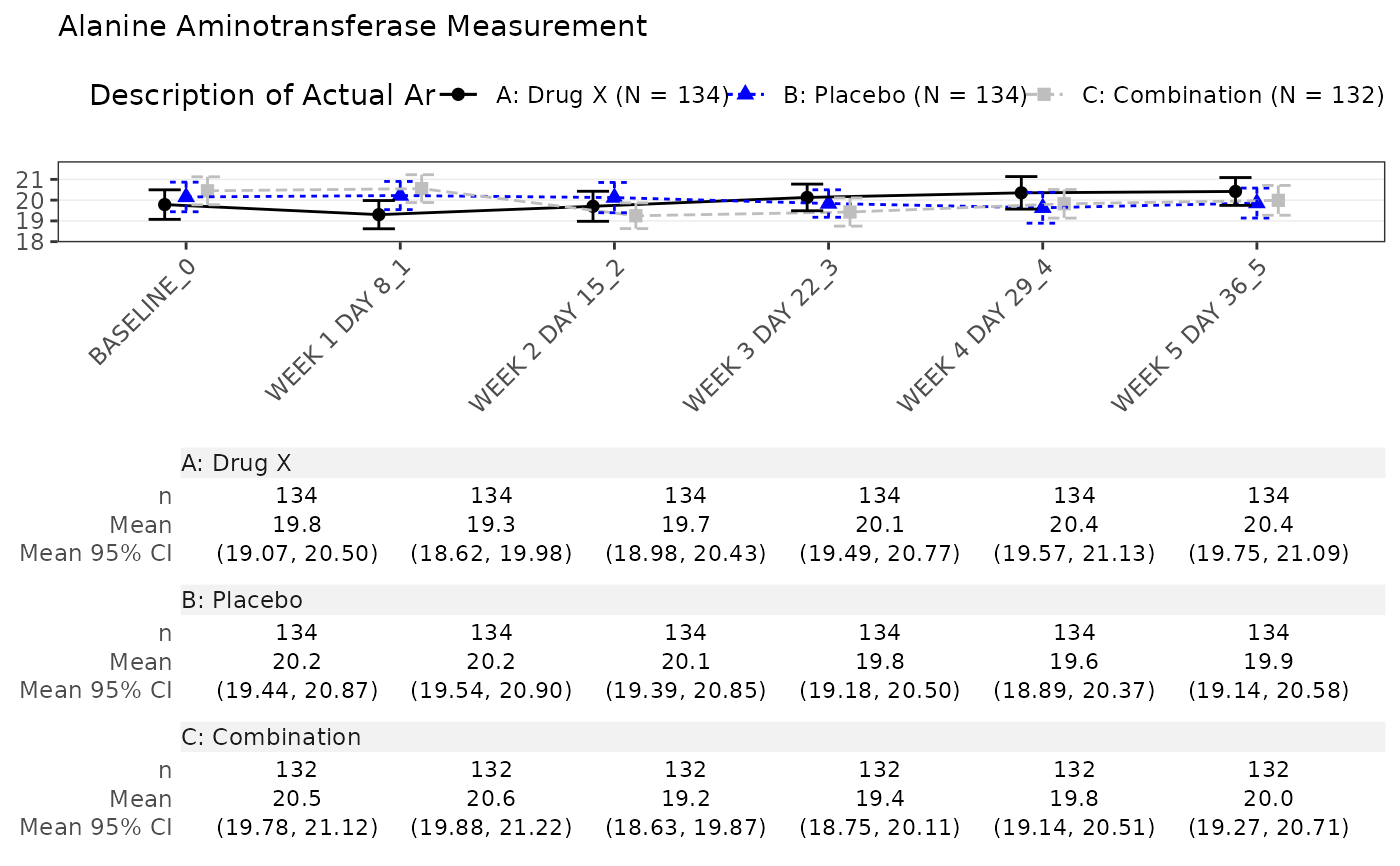 Alanine Aminotransferase Measurement
Description of Actual Ar A: Drug X (N = 134) B: Placebo (N = 134) C: Combination (N = 132)
21
20
19
18
BASELINE_0 WEEK 1 DAY 8_1 WEEK 2 DAY 15_2 WEEK 3 DAY 22_3 WEEK 4 DAY 29_4 WEEK 5 DAY 36_5
A: Drug X
n 134 134 134 134 134 134
Mean 19.8 19.3 19.7 20.1 20.4 20.4
Mean 95% CI (19.07, 20.50) (18.62, 19.98) (18.98, 20.43) (19.49, 20.77) (19.57, 21.13) (19.75, 21.09)
B: Placebo
n 134 134 134 134 134 134
Mean 20.2 20.2 20.1 19.8 19.6 19.9
Mean 95% CI (19.44, 20.87) (19.54, 20.90) (19.39, 20.85) (19.18, 20.50) (18.89, 20.37) (19.14, 20.58)
C: Combination
n 132 132 132 132 132 132
Mean 20.5 20.6 19.2 19.4 19.8 20.0
Mean 95% CI (19.78, 21.12) (19.88, 21.22) (18.63, 19.87) (18.75, 20.11) (19.14, 20.51) (19.27, 20.71)